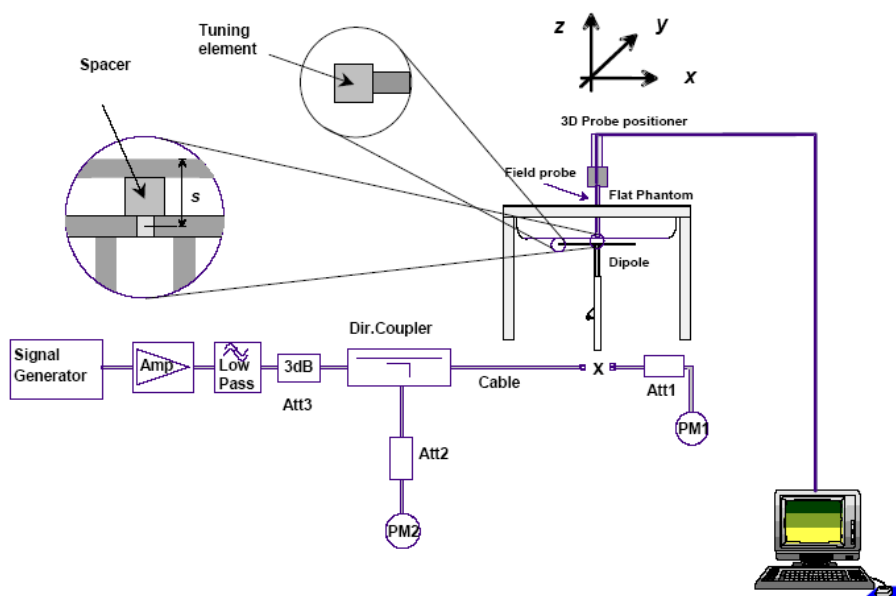 Tuning
element
Spacer
s
z
y
x
3D Probe positioner
Field probe
Flat Phantom
Dipole
Dir.Coupler
Signal
Generator
Amp
Low
Pass
3dB
Att3
Cable
X
Att1
PM1
Att2
PM2